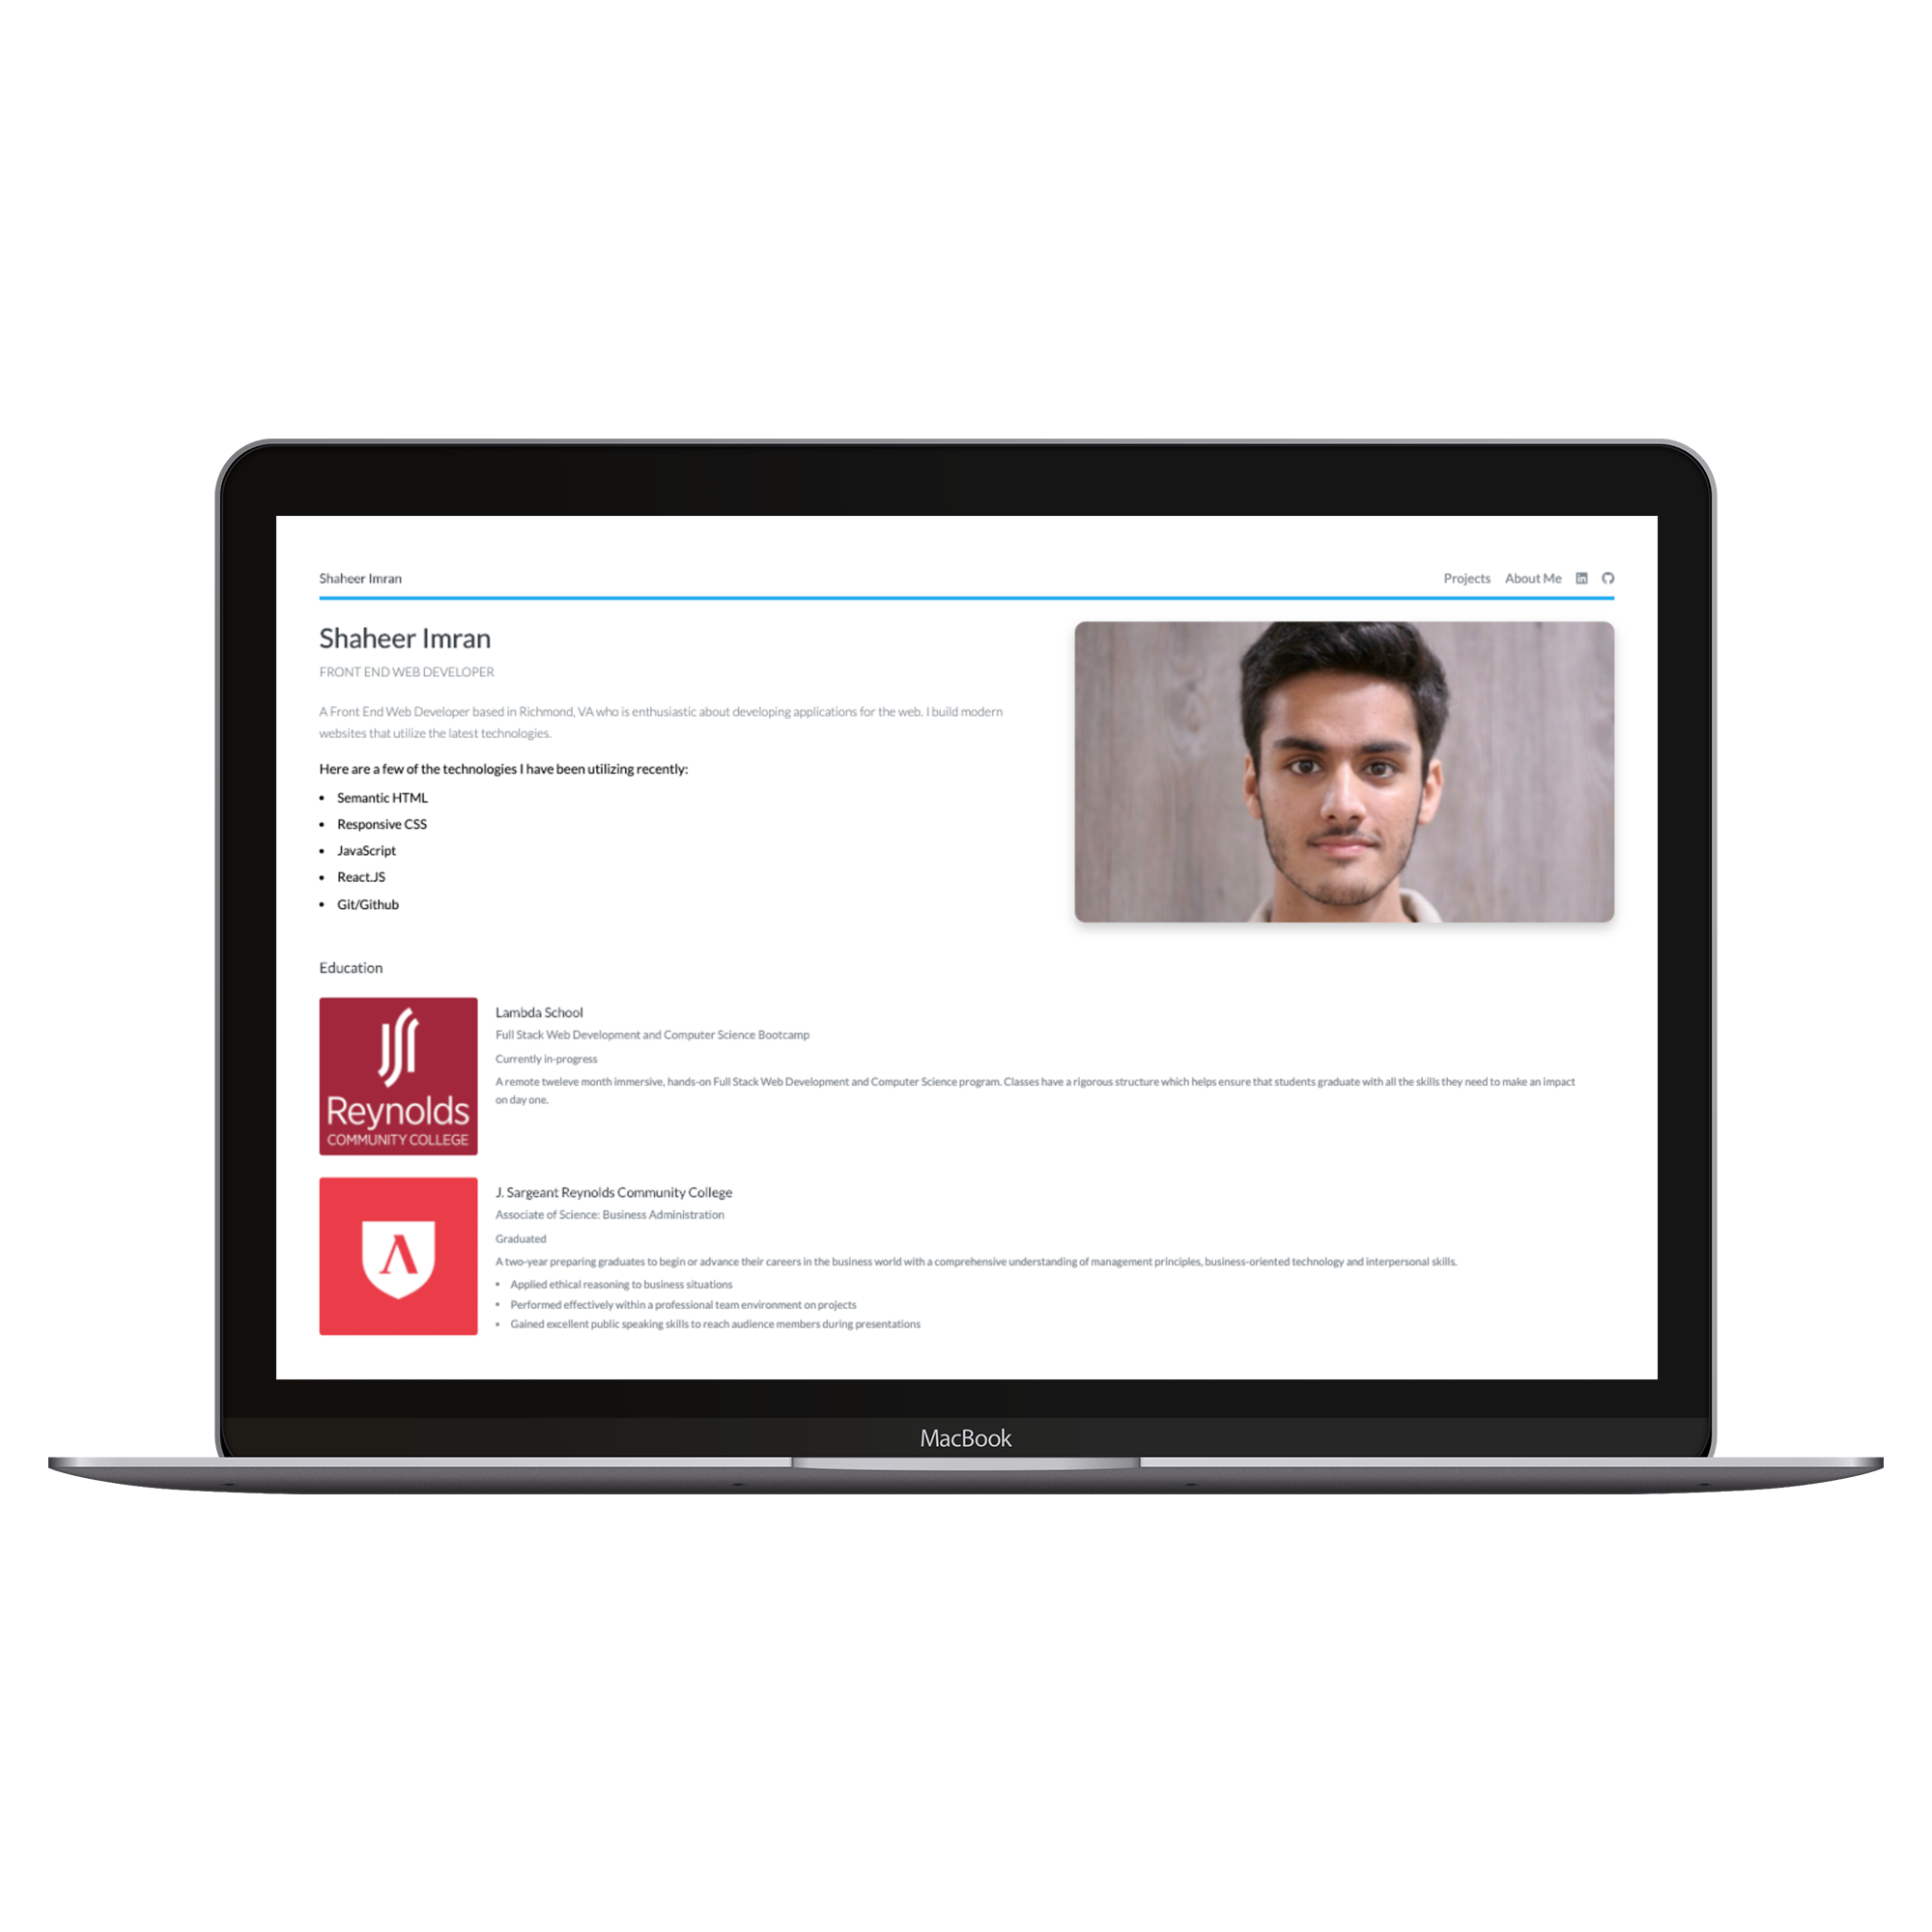 Shaheer Imran
Projects About Me
Shaheer Imran
FRONT END WEB DEVELOPER
A Front End Web Developer based in Richmond, VA who is enthusiastic about developing applications for the web. I build modern
websites that utilize the latest technologies.
Here are a few of the technologies I have been utilizing recently:
• Semantic HTML
• Responsive CSS
• JavaScript
• React.JS
• Git/Github
Education
Reynolds
COMMUNITY COLLEGE
Lambda School
Full Stack Web Development and Computer Science Bootcamp
Currently in-progress
A remote tweleve month immersive, hands-on Full Stack Web Development and Computer Science program. Classes have a rigorous structure which helps ensure that students graduate with all the skills they need to make an impact
on day one.
J. Sargeant Reynolds Community College
Associate of Science: Business Administration
Graduated
A two-year preparing graduates to begin or advance their careers in the business world with a comprehensive understanding of management principles, business-oriented technology and interpersonal skills.
• Applied ethical reasoning to business situations
• Performed effectively within a professional team environment on projects
• Gained excellent public speaking skills to reach audience members during presentations
MacBook